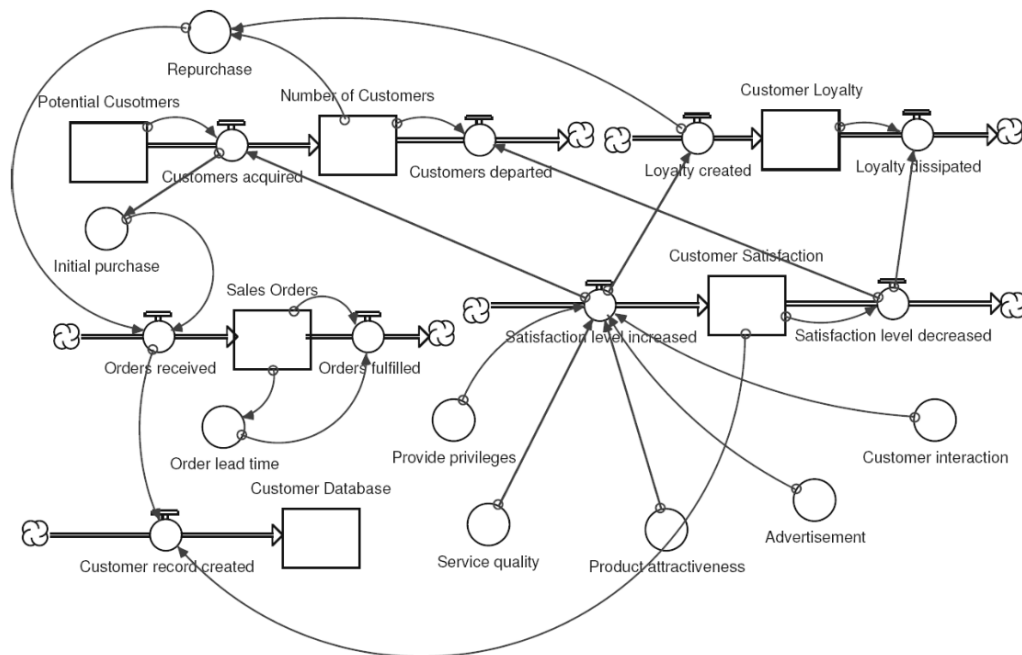 Repurchase
Potential Cusotmers
Number of Customers
Customer Loyalty
Customers acquired
Customers departed
Loyalty created
Loyalty dissipated
Initial purchase
Customer Satisfaction
Sales Orders
Satisfaction level increased
Satisfaction level decreased
Orders received
Orders fulfilled
Provide privileges
Customer interaction
Order lead time
Customer Database
Advertisement
Service quality
Product attractiveness
Customer record created